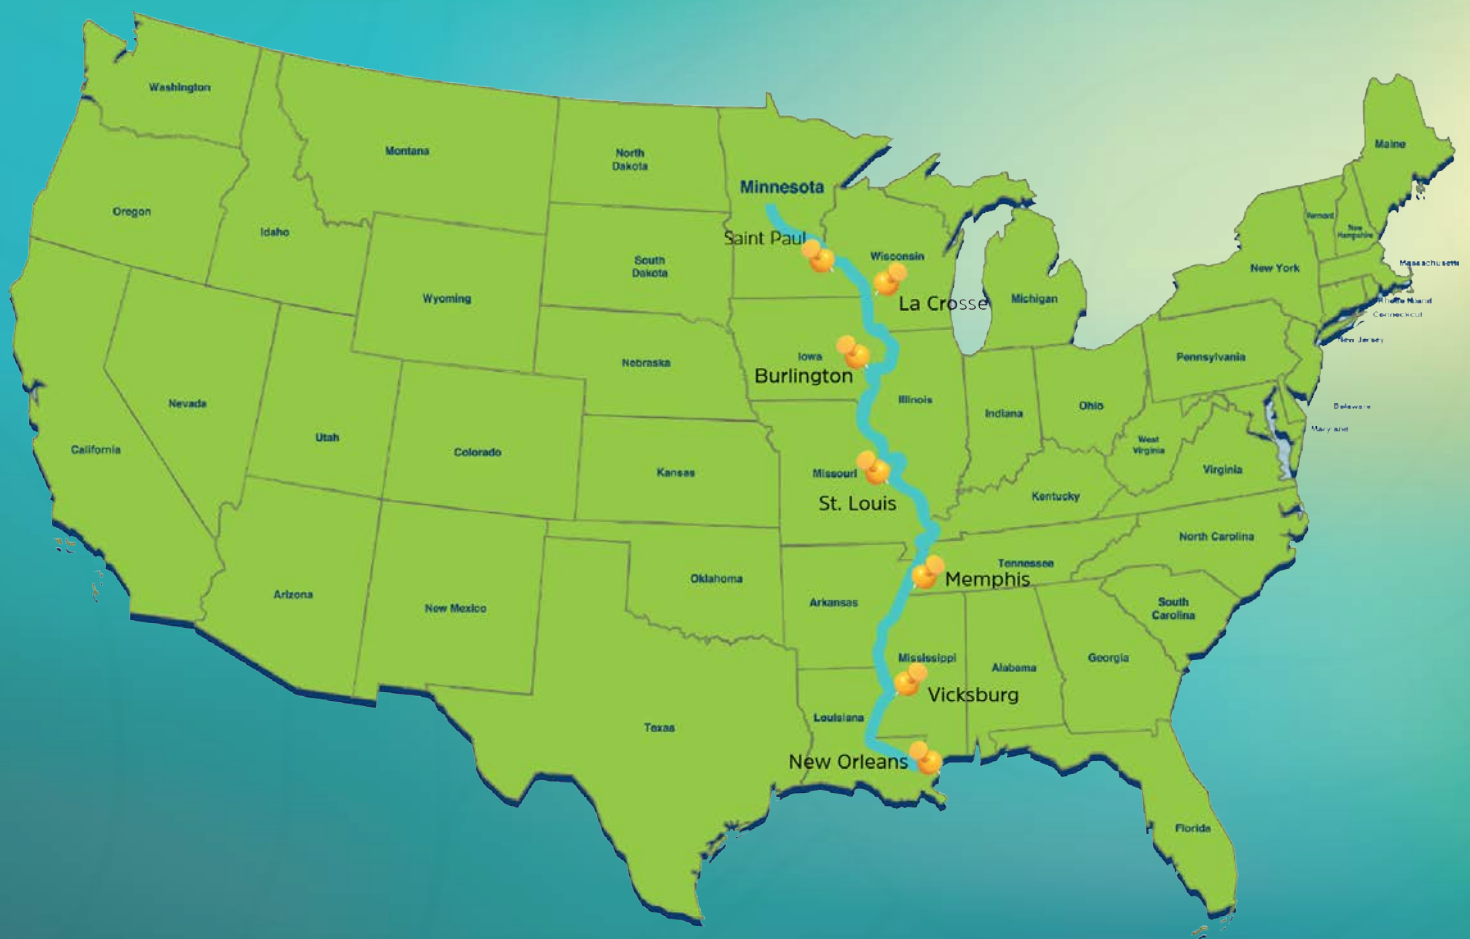 Washington
Montana
North
Dakota
Minnesota
Maine
Oregon
Idaho
Saint Paul
Vermont
New
Hampshire
South
Dakota
Wisconsin
New York
Massachusetts
Wyoming
La Crosse
Michigan
Rhode Island
Connecticut
New Jersey
Nebraska
Iowa
Burlington
Pennsylvania
Nevada
Illinois
Indiana
Ohio
Delaware
Maryland
California
Utah
Colorado
Kansas
Missouri
St. Louis
West
Virginia
Virginia
Kentucky
North Carolina
Tennessee
Memphis
Oklahoma
Arizona
New Mexico
Arkansas
South
Carolina
Mississippi
Alabama
Georgia
Vicksburg
Louisiana
Texas
New Orleans
Florida